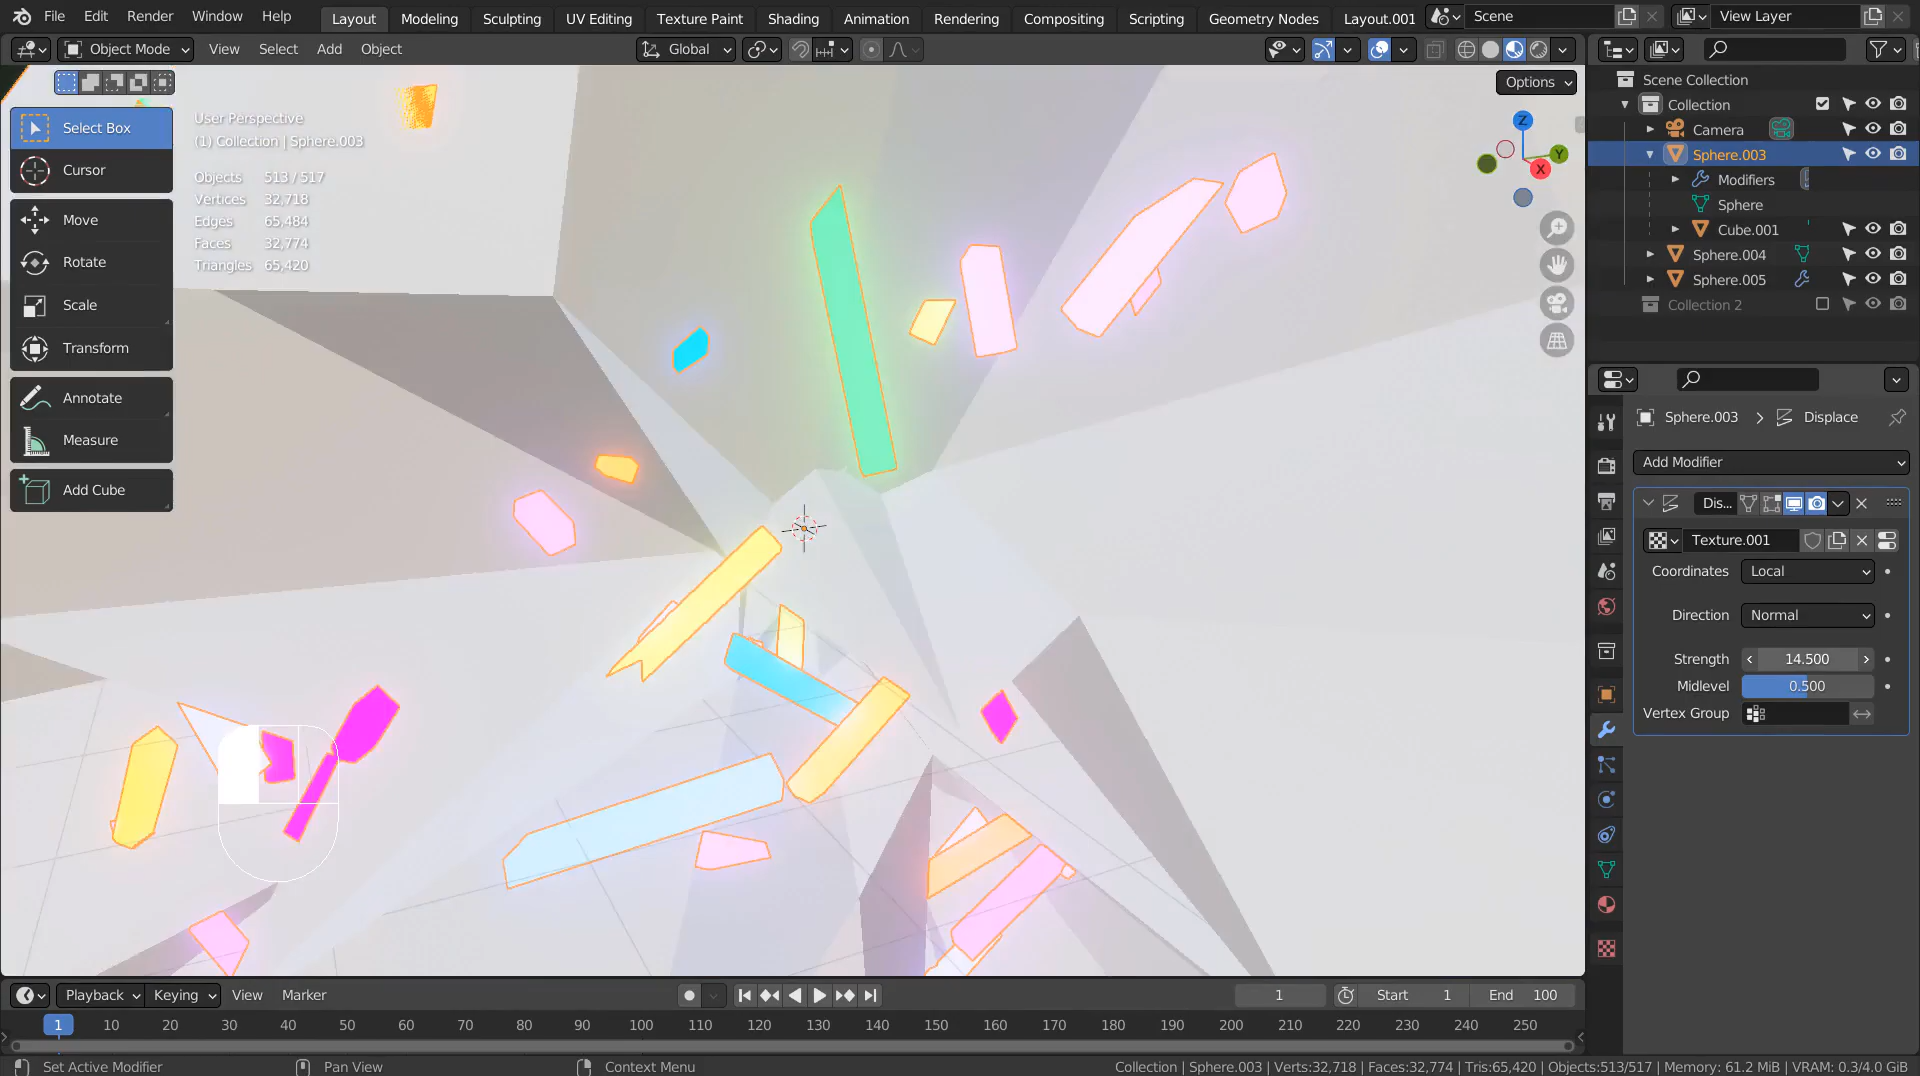 File Edit Render Window Help Layout Modeling Sculpting UV Editing Texture Paint Shading Animation Rendering Compositing Scripting Geometry Nodes Layout.001 Scene View Layer
Object Mode View Select Add Object Global
Options
Select Box
Cursor
Move
Rotate
Scale
Transform
Annotate
Measure
Add Cube
User Perspective
(1) Collection | Sphere.003
Objects 513 / 517
Vertices 32,718
Edges 65,484
Faces 32,774
Triangles 65,420
Z
Y
X
Scene Collection
Collection
Camera
Sphere.003
Modifiers
Sphere
Cube.001
Sphere.004
Sphere.005
Collection 2
Sphere.003 > Displace
Add Modifier
Dis...
Texture.001
Coordinates Local
Direction Normal
Strength 14.500
Midlevel 0.500
Vertex Group
Playback Keying View Marker 1 Start 1 End 100
1 10 20 30 40 50 60 70 80 90 100 110 120 130 140 150 160 170 180 190 200 210 220 230 240 250
Set Active Modifier Pan View Context Menu Collection | Sphere.003 | Verts:32,718 | Faces:32,774 | Tris:65,420 | Objects:513/517 | Memory: 61.2 MiB | VRAM: 0.3/4.0 GiB